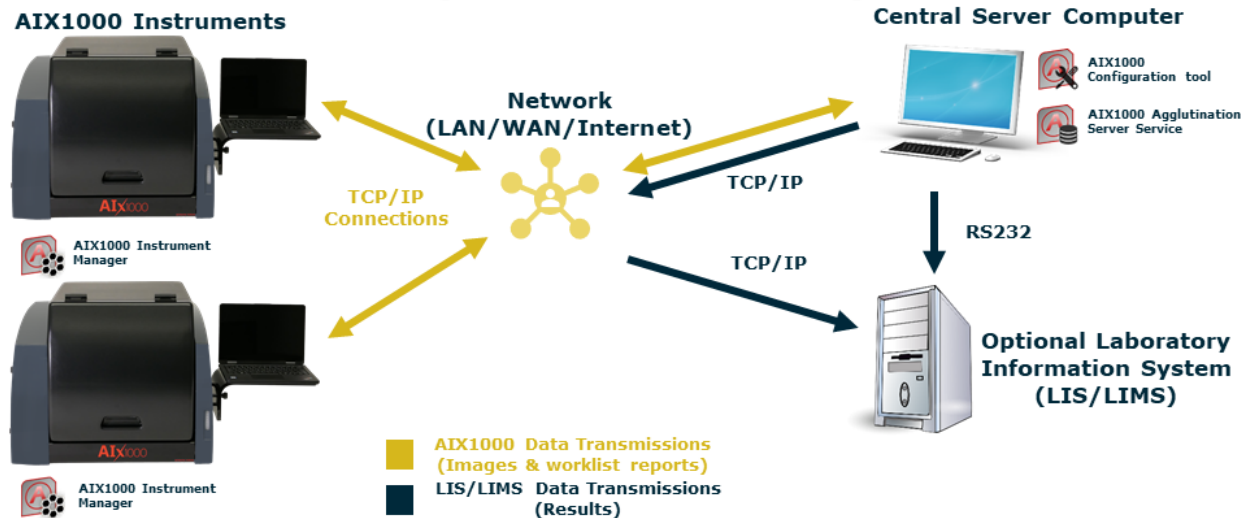 AIX1000 Instruments
Central Server Computer
AIX1000
Configuration tool
AIX1000 Agglutination
Server Service
Network
(LAN/WAN/Internet)
TCP/IP
Connections
TCP/IP
AIX1000
AIX1000 Instrument
Manager
RS232
TCP/IP
Optional Laboratory
Information System
(LIS/LIMS)
AIX1000
AIX1000 Instrument
Manager
AIX1000 Data Transmissions
(Images & worklist reports)
LIS/LIMS Data Transmissions
(Results)